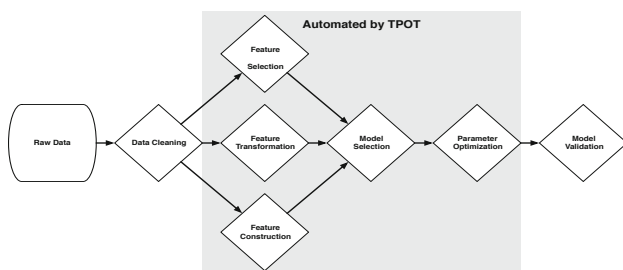 Automated by TPOT
Feature
Selection
Raw Data
Data Cleaning
Feature
Transformation
Model
Selection
Parameter
Optimization
Model
Validation
Feature
Construction